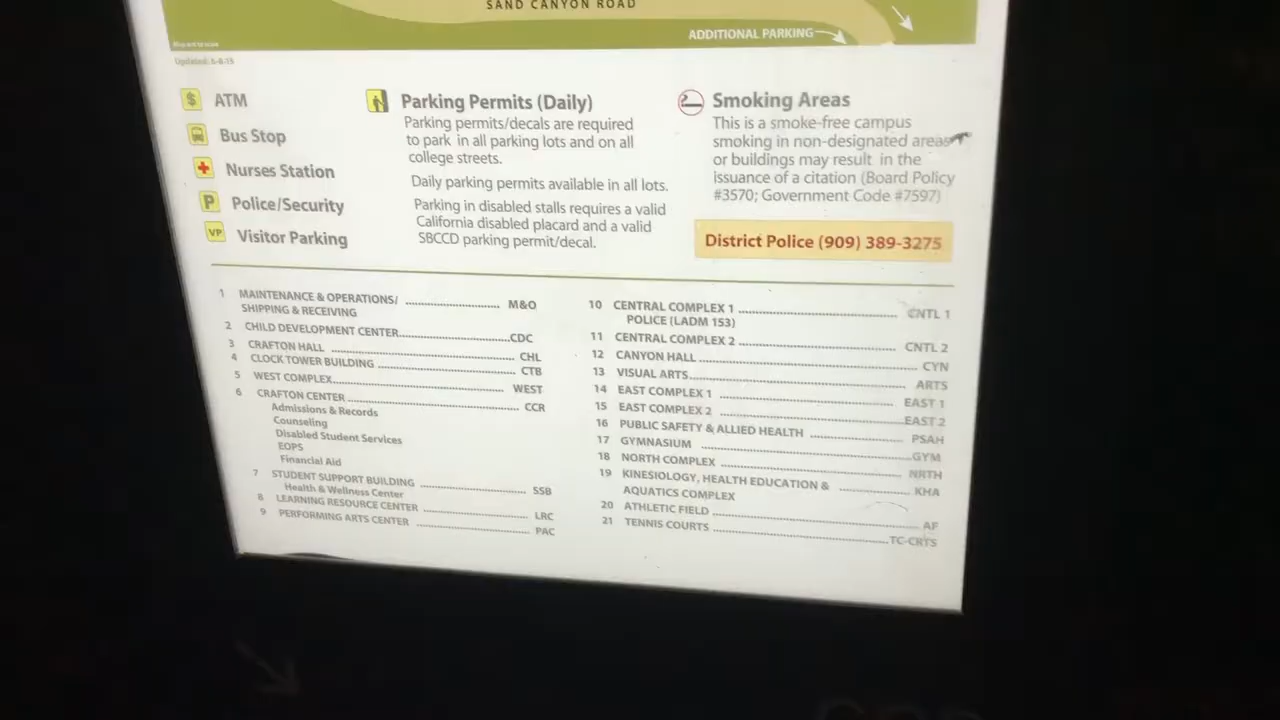 SAND CANYON ROAD
ADDITIONAL PARKING
Map not to scale
Updated: 5-8-15
$ ATM
Bus Stop
Nurses Station
P Police/Security
VP Visitor Parking
Parking Permits (Daily)
Parking permits/decals are required
to park in all parking lots and on all
college streets.
Daily parking permits available in all lots.
Parking in disabled stalls requires a valid
California disabled placard and a valid
SBCCD parking permit/decal.
Smoking Areas
This is a smoke-free campus
smoking in non-designated areas
or buildings may result in the
issuance of a citation (Board Policy
#3570; Government Code #7597)
District Police (909) 389-3275
1 MAINTENANCE & OPERATIONS/ M&O
SHIPPING & RECEIVING
2 CHILD DEVELOPMENT CENTER CDC
3 CRAFTON HALL CHL
4 CLOCK TOWER BUILDING CTB
5 WEST COMPLEX WEST
6 CRAFTON CENTER CCR
Admissions & Records
Counseling
Disabled Student Services
EOPS
Financial Aid
7 STUDENT SUPPORT BUILDING SSB
Health & Wellness Center
8 LEARNING RESOURCE CENTER LRC
9 PERFORMING ARTS CENTER PAC
10 CENTRAL COMPLEX 1 CNTL 1
POLICE (LADM 153)
11 CENTRAL COMPLEX 2 CNTL 2
12 CANYON HALL CYN
13 VISUAL ARTS ARTS
14 EAST COMPLEX 1 EAST 1
15 EAST COMPLEX 2 EAST 2
16 PUBLIC SAFETY & ALLIED HEALTH PSAH
17 GYMNASIUM GYM
18 NORTH COMPLEX NRTH
19 KINESIOLOGY, HEALTH EDUCATION & KHA
AQUATICS COMPLEX
20 ATHLETIC FIELD AF
21 TENNIS COURTS TC-CRTS